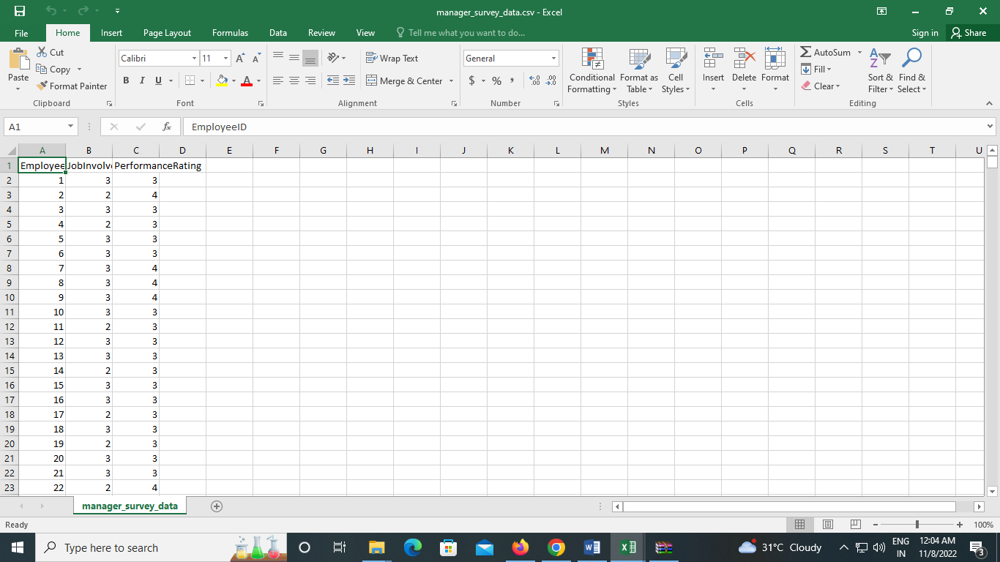 manager_survey_data.csv - Excel
File Home Insert Page Layout Formulas Data Review View Tell me what you want to do... Sign in Share
Paste
Cut
Copy
Format Painter
Clipboard
Calibri 11
B I U
Font
Wrap Text
Merge & Center
Alignment
General
$ % ,
Number
Conditional Formatting
Format as Table
Cell Styles
Styles
Insert Delete Format
Cells
AutoSum
Fill
Clear
Sort & Filter
Find & Select
Editing
A1 fx EmployeeID
A B C D E F G H I J K L M N O P Q R S T U
1 Employee JobInvolve PerformanceRating
2 1 3 3
3 2 2 4
4 3 3 3
5 4 2 3
6 5 3 3
7 6 3 3
8 7 3 4
9 8 3 4
10 9 3 4
11 10 3 3
12 11 2 3
13 12 3 3
14 13 3 3
15 14 2 3
16 15 3 3
17 16 3 3
18 17 2 3
19 18 3 3
20 19 2 3
21 20 3 3
22 21 3 3
23 22 2 4
manager_survey_data
Ready 100%
Type here to search
31°C Cloudy
ENG
IN
12:04 AM
11/8/2022
3